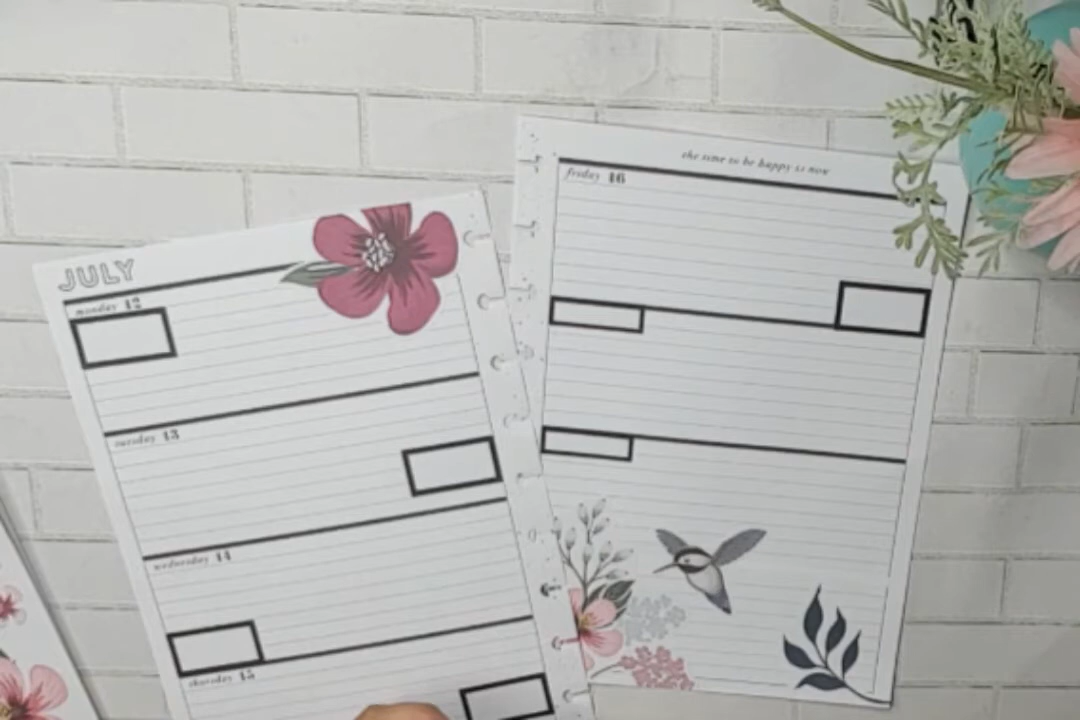 JULY
monday 12
tuesday 13
wednesday 14
thursday 15
the time to be happy is now
friday 16